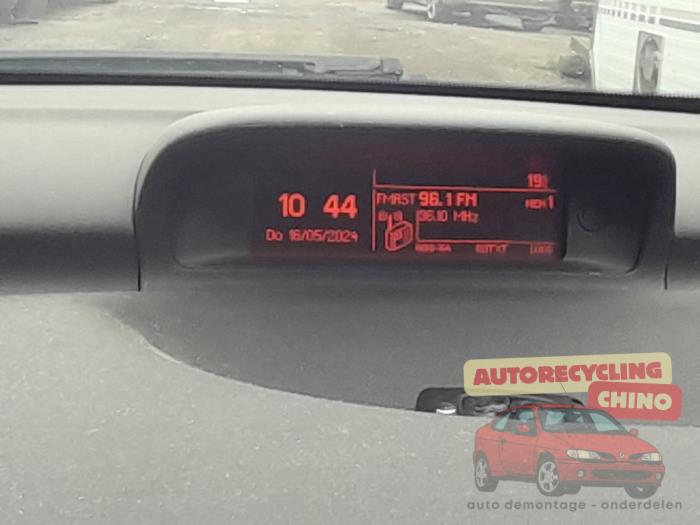 19
10 44
Do 16/05/2024
FMAST 96.1 FM
MEM 1
96.10 MHz
RDTXT
AUTORECYCLING
CHINO
auto demontage - onderdelen